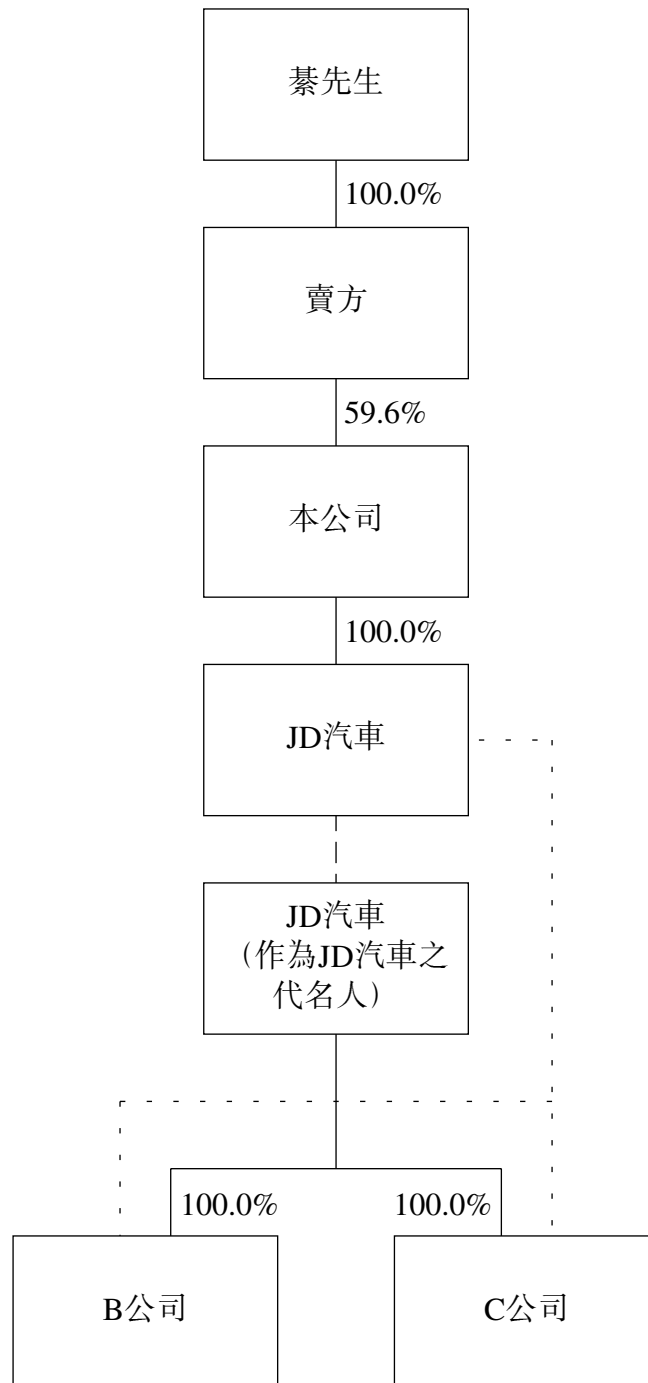 綦先生
100.0%
賣方
59.6%
本公司
100.0%
JD汽車
JD汽車
（作為JD汽車之
代名人）
100.0%
100.0%
B公司
C公司